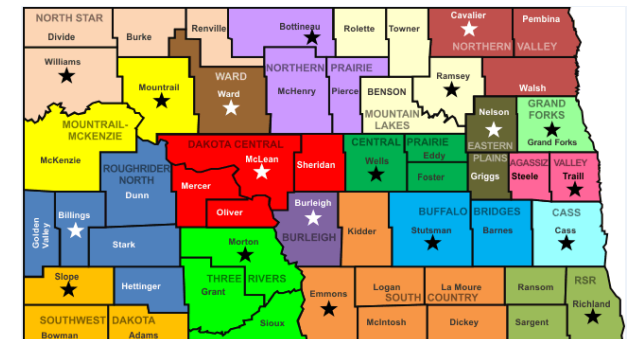 NORTH STAR
Divide
Burke
Renville
Bottineau
Rolette
Towner
Cavalier
Pembina
NORTHERN VALLEY
Williams
Mountrail
WARD
Ward
NORTHERN PRAIRIE
McHenry
Pierce
BENSON
Ramsey
Walsh
MOUNTAIN
LAKES
Nelson
EASTERN
PLAINS
GRAND
FORKS
Grand Forks
MOUNTRAIL-
MCKENZIE
McKenzie
ROUGHRIDER
NORTH
Dunn
DAKOTA CENTRAL
McLean
Mercer
Oliver
Sheridan
CENTRAL PRAIRIE
Wells
Eddy
Foster
Griggs
AGASSIZ VALLEY
Steele
Traill
Golden
Valley
Billings
Stark
Burleigh
BURLEIGH
Kidder
BUFFALO BRIDGES
Stutsman
Barnes
CASS
Cass
Morton
THREE RIVERS
Grant
Sioux
Slope
Hettinger
SOUTHWEST DAKOTA
Bowman
Adams
Emmons
Logan
La Moure
SOUTH COUNTRY
McIntosh
Dickey
Ransom
Sargent
RSR
Richland